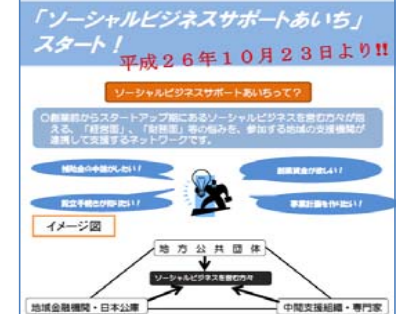 「ソーシャルビジネスサポートあいち」
スタート！
平成２６年１０月２３日より!!
ソーシャルビジネスサポートあいちって？
○創業前からスタートアップ期にあるソーシャルビジネスを営む方々が抱
える、「経営面」、「財務面」等の悩みを、参加する地域の支援機関が
連携して支援するネットワークです。
補助金の申請がしたい！
創業資金が欲しい！
設立手続きが知りたい！
事業計画を作りたい！
イメージ図
地方公共団体
ソーシャルビジネスを営む方々
地域金融機関・日本公庫
中間支援組織・専門家